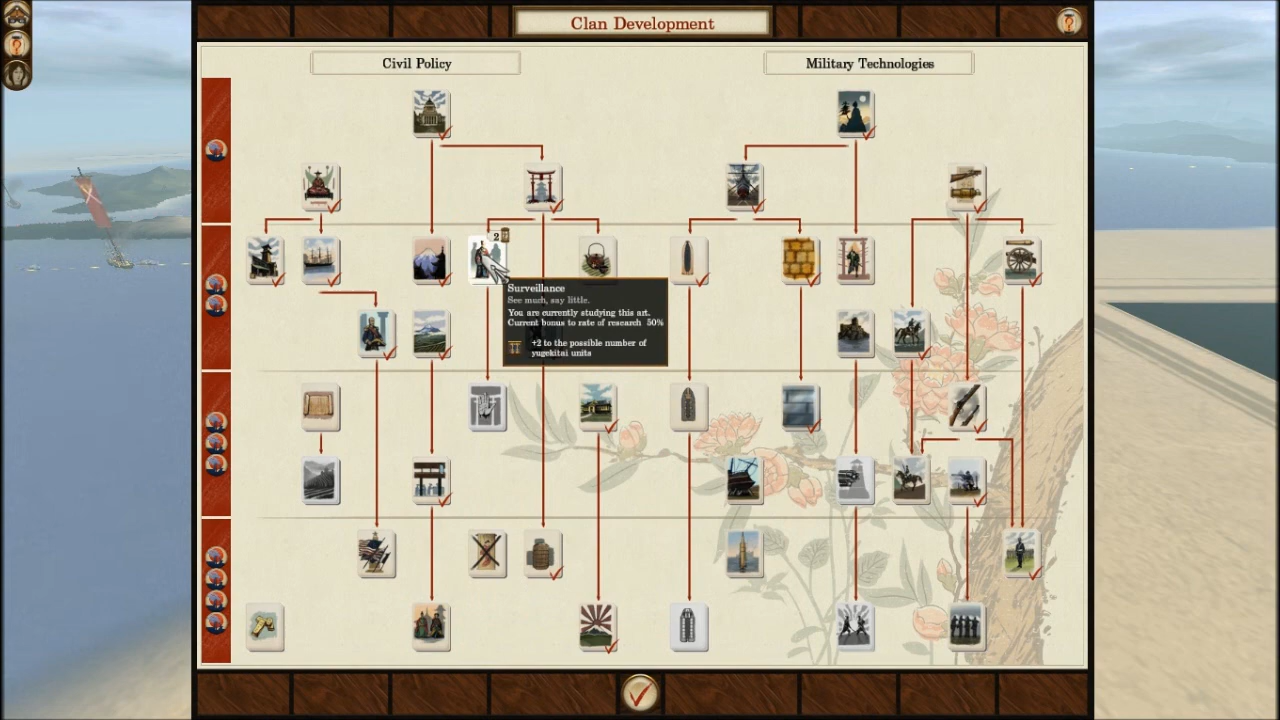 Clan Development
Civil Policy
Military Technologies
2
Surveillance
See much, say little.
You are currently studying this art.
Current bonus to rate of research 50%
+2 to the possible number of
yugekitai units